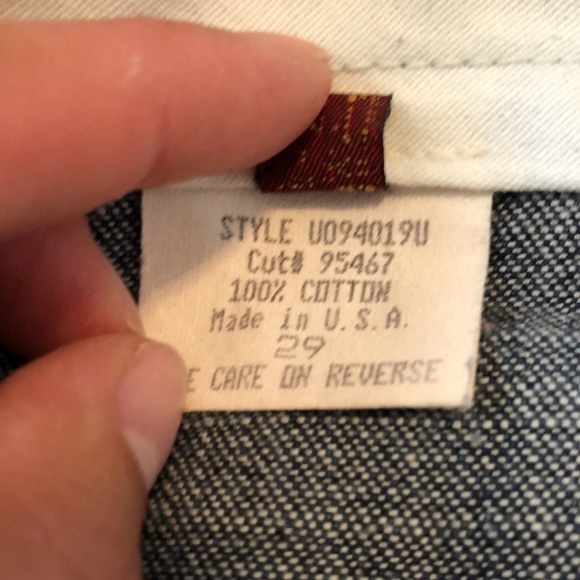 STYLE U094019U
Cut# 95467
100% COTTON
Made in U.S.A.
29
E CARE ON REVERSE